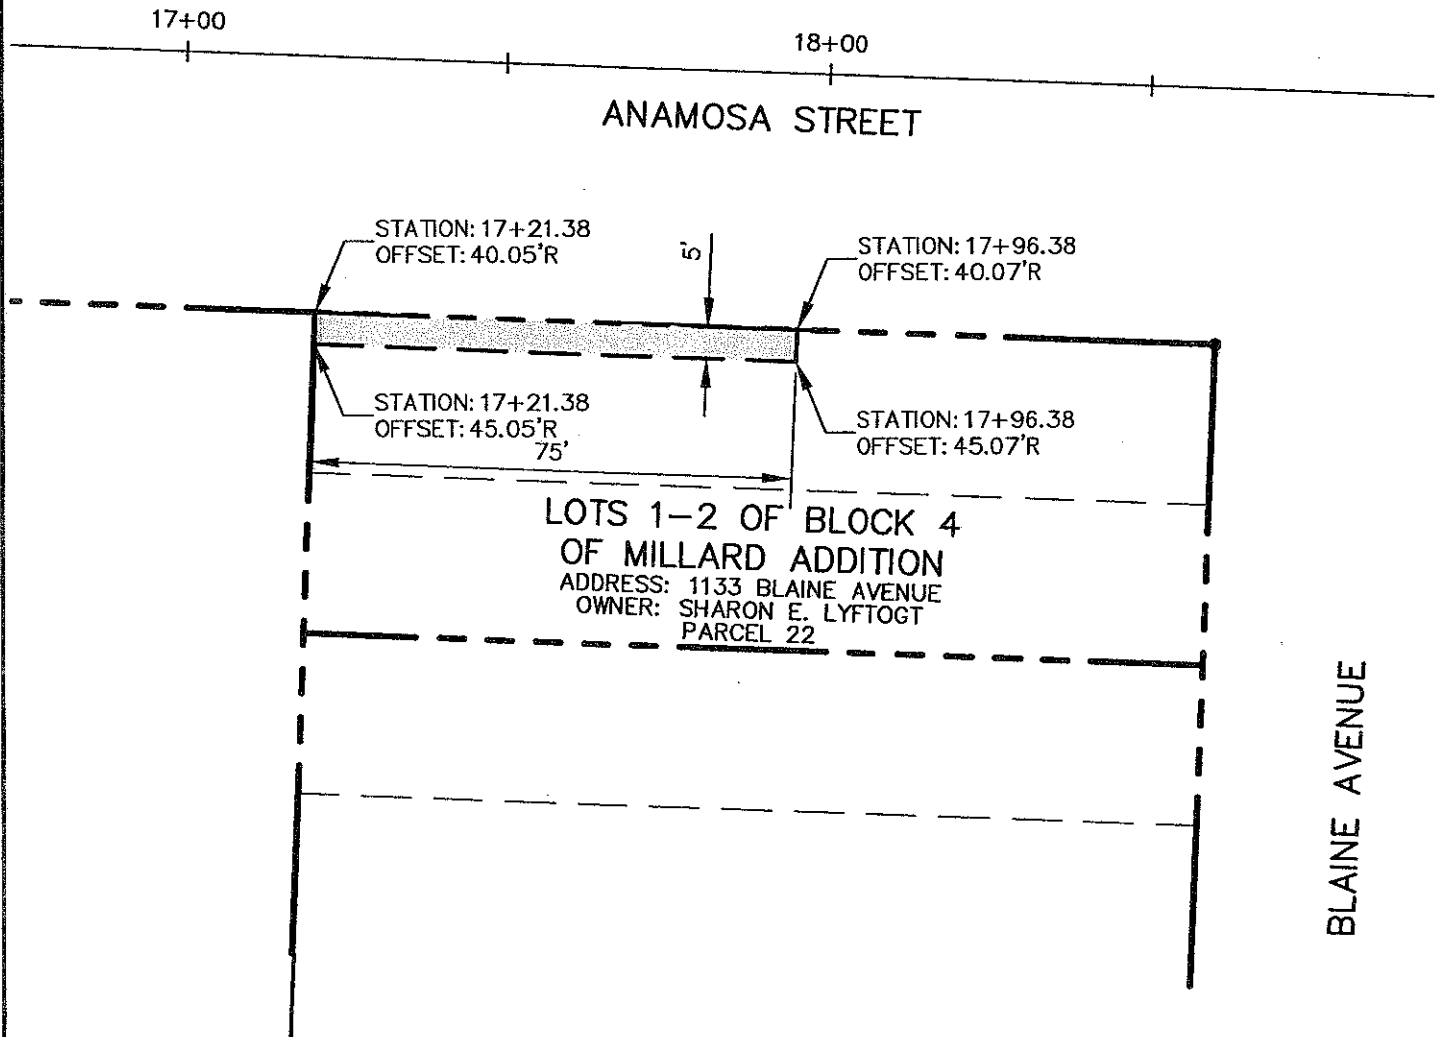 17+00
18+00
ANAMOSA STREET
STATION: 17+21.38
OFFSET: 40.05'R
5'
STATION: 17+96.38
OFFSET: 40.07'R
STATION: 17+21.38
OFFSET: 45.05'R
STATION: 17+96.38
OFFSET: 45.07'R
75'
LOTS 1-2 OF BLOCK 4
OF MILLARD ADDITION
ADDRESS: 1133 BLAINE AVENUE
OWNER: SHARON E. LYFTOGT
PARCEL 22
BLAINE AVENUE